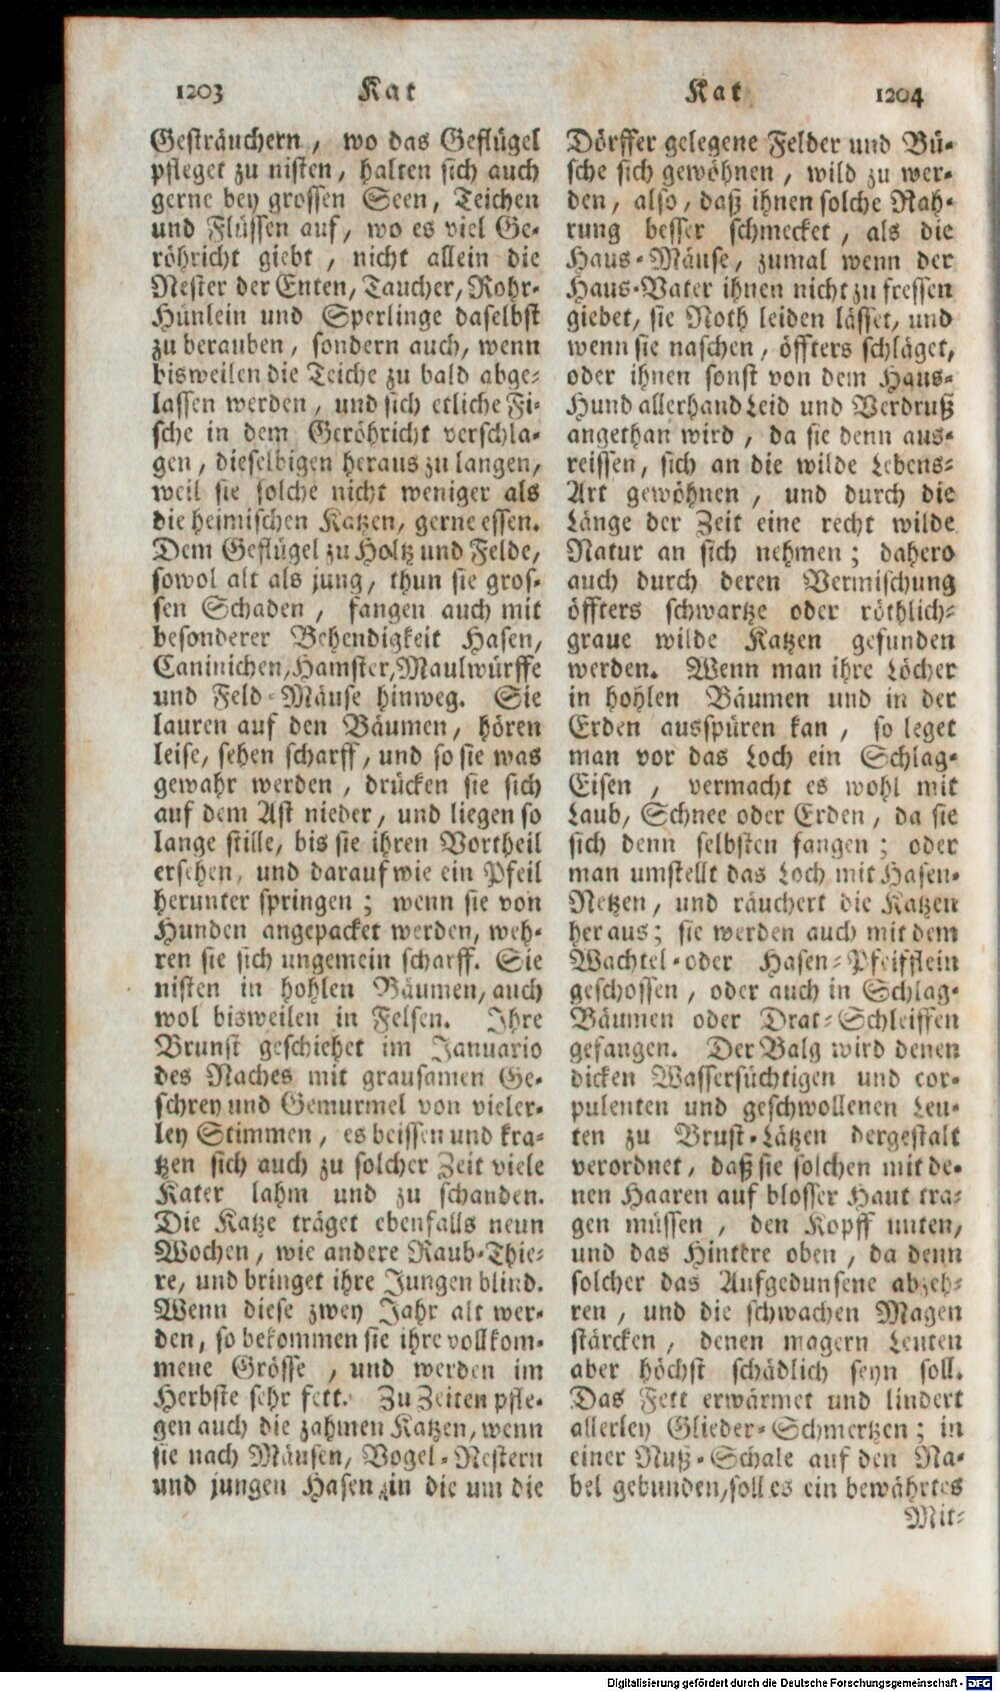 1203 Kat
Gesträuchern, wo das Geflügel
pfleget zu nisten, halten sich auch
gerne bey grossen Seen, Teichen
und Flüssen auf, wo es viel Ge-
röhricht giebt, nicht allein die
Nester der Enten, Taucher, Rohr-
Hünlein und Sperlinge daselbst
zu berauben, sondern auch, wenn
bisweilen die Teiche zu bald abge-
lassen werden, und sich etliche Fi-
sche in dem Geröhricht verschla-
gen, dieselbigen heraus zu langen,
weil sie solche nicht weniger als
die heimischen Katzen, gerne essen.
Dem Geflügel zu Holtz und Felde,
sowol alt als jung, thun sie gros-
sen Schaden, fangen auch mit
besonderer Behendigkeit Hasen,
Caninichen, Hamster, Maulwürffe
und Feld-Mäuse hinweg. Sie
lauren auf den Bäumen, hören
leise, sehen scharff, und so sie was
gewahr werden, drücken sie sich
auf dem Ast nieder, und liegen so
lange stille, bis sie ihren Vortheil
ersehen, und darauf wie ein Pfeil
herunter springen; wenn sie von
Hunden angepacket werden, weh-
ren sie sich ungemein scharff. Sie
nisten in hohlen Bäumen, auch
wol bisweilen in Felsen. Ihre
Brunst geschiehet im Januario
des Naches mit grausamen Ge-
schrey und Gemurmel von vieler-
ley Stimmen, es beissen und kra-
tzen sich auch zu solcher Zeit viele
Kater lahm und zu schanden.
Die Katze träget ebenfalls neun
Wochen, wie andere Raub-Thie-
re, und bringet ihre Jungen blind.
Wenn diese zwey Jahr alt wer-
den, so bekommen sie ihre vollkom-
mene Grösse, und werden im
Herbste sehr fett. Zu Zeiten pfle-
gen auch die zahmen Katzen, wenn
sie nach Mäusen, Vogel-Nestern
und jungen Hasen in die um die
Kat 1204
Dörffer gelegene Felder und Bü-
sche sich gewöhnen, wild zu wer-
den, also, daß ihnen solche Nah-
rung besser schmecket, als die
Haus-Mäuse, zumal wenn der
Haus-Vater ihnen nicht zu fressen
giebet, sie Noth leiden lässet, und
wenn sie naschen, öffters schläget,
oder ihnen sonst von dem Haus-
Hund allerhand Leid und Verdruß
angethan wird, da sie denn aus-
reissen, sich an die wilde Lebens-
Art gewöhnen, und durch die
Länge der Zeit eine recht wilde
Natur an sich nehmen; dahero
auch durch deren Vermischung
öffters schwartze oder röthlich-
graue wilde Katzen gefunden
werden. Wenn man ihre Löcher
in hohlen Bäumen und in der
Erden ausspüren kan, so leget
man vor das Loch ein Schlag-
Eisen, vermacht es wohl mit
Laub, Schnee oder Erden, da sie
sich denn selbsten fangen; oder
man umstellt das Loch mit Hasen-
Netzen, und räuchert die Katzen
heraus; sie werden auch mit dem
Wachtel-oder Hasen-Pfeifflein
geschossen, oder auch in Schlag-
Bäumen oder Drat-Schleiffen
gefangen. Der Balg wird denen
dicken Wassersüchtigen und cor-
pulenten und geschwollenen Leu-
ten zu Brust-Lätzen dergestalt
verordnet, daß sie solchen mit de-
nen Haaren auf blosser Haut tra-
gen müssen, den Kopff unten,
und das Hintere oben, da denn
solcher das Aufgedunsene abzeh-
ren, und die schwachen Magen
stärcken, denen magern Leuten
aber höchst schädlich seyn soll.
Das Fett erwärmet und lindert
allerley Glieder-Schmertzen; in
einer Nuß-Schale auf den Na-
bel gebunden, soll es ein bewährtes
Mit-
Digitalisierung gefördert durch die Deutsche Forschungsgemeinschaft - DFG